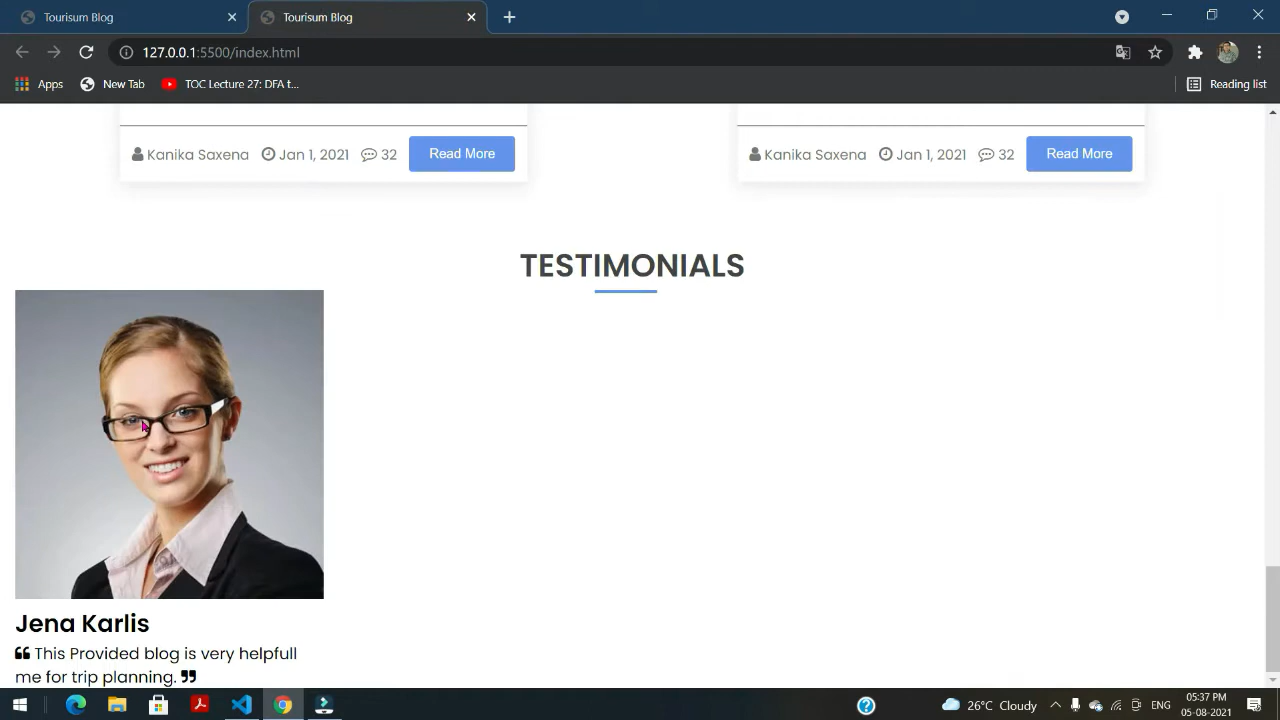 Tourisum Blog
Tourisum Blog
127.0.0.1:5500/index.html
Apps
New Tab
TOC Lecture 27: DFA t...
Reading list
Kanika Saxena Jan 1, 2021 32 Read More
Kanika Saxena Jan 1, 2021 32 Read More
TESTIMONIALS
Jena Karlis
❝ This Provided blog is very helpfull
me for trip planning. ❞
26°C Cloudy
ENG
05:37 PM
05-08-2021